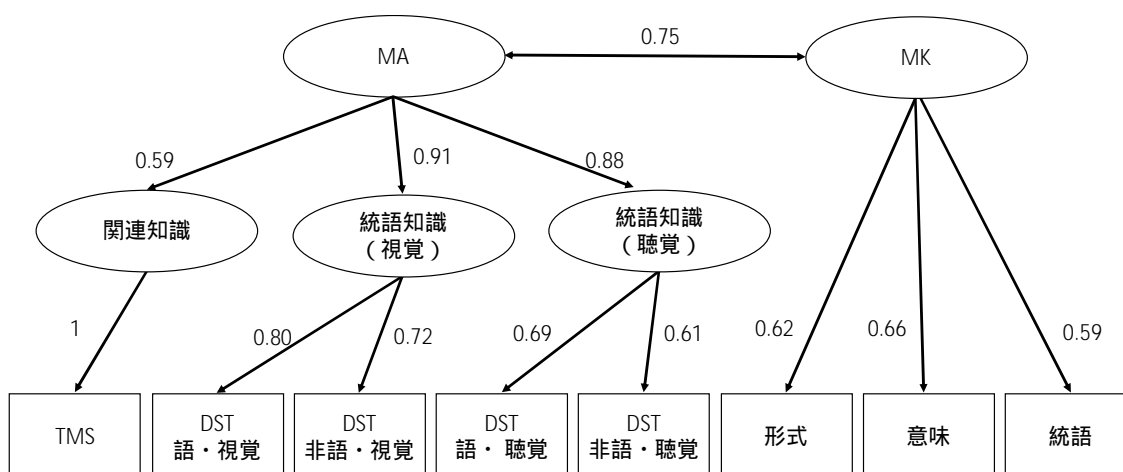 0.75
MA
MK
0.59
0.91
0.88
関連知識
統語知識
(視覚)
統語知識
(聴覚)
1
0.80
0.72
0.69
0.61
0.62
0.66
0.59
TMS
DST
語・視覚
DST
非語・視覚
DST
語・ 聴覚
DST
非語・聴覚
形式
意味
統語